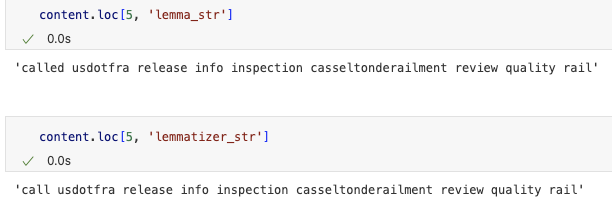 content.loc[5, 'lemma_str']
✓ 0.0s
'called usdotfra release info inspection casseltonderailment review quality rail'
content.loc[5, 'lemmatizer_str']
✓ 0.0s
'call usdotfra release info inspection casseltonderailment review quality rail'